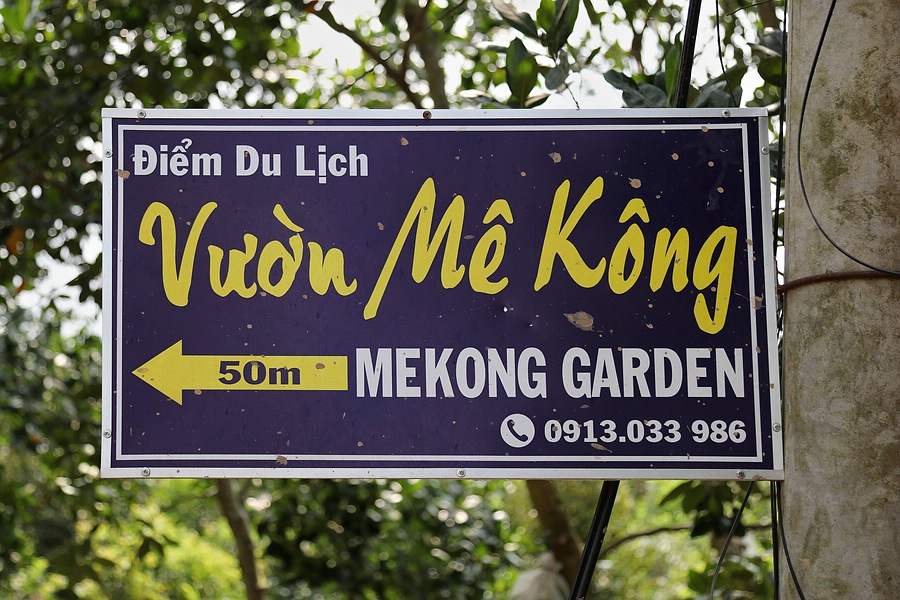 Điểm Du Lịch
Vườn Mê Kông
50m MEKONG GARDEN
0913.033 986